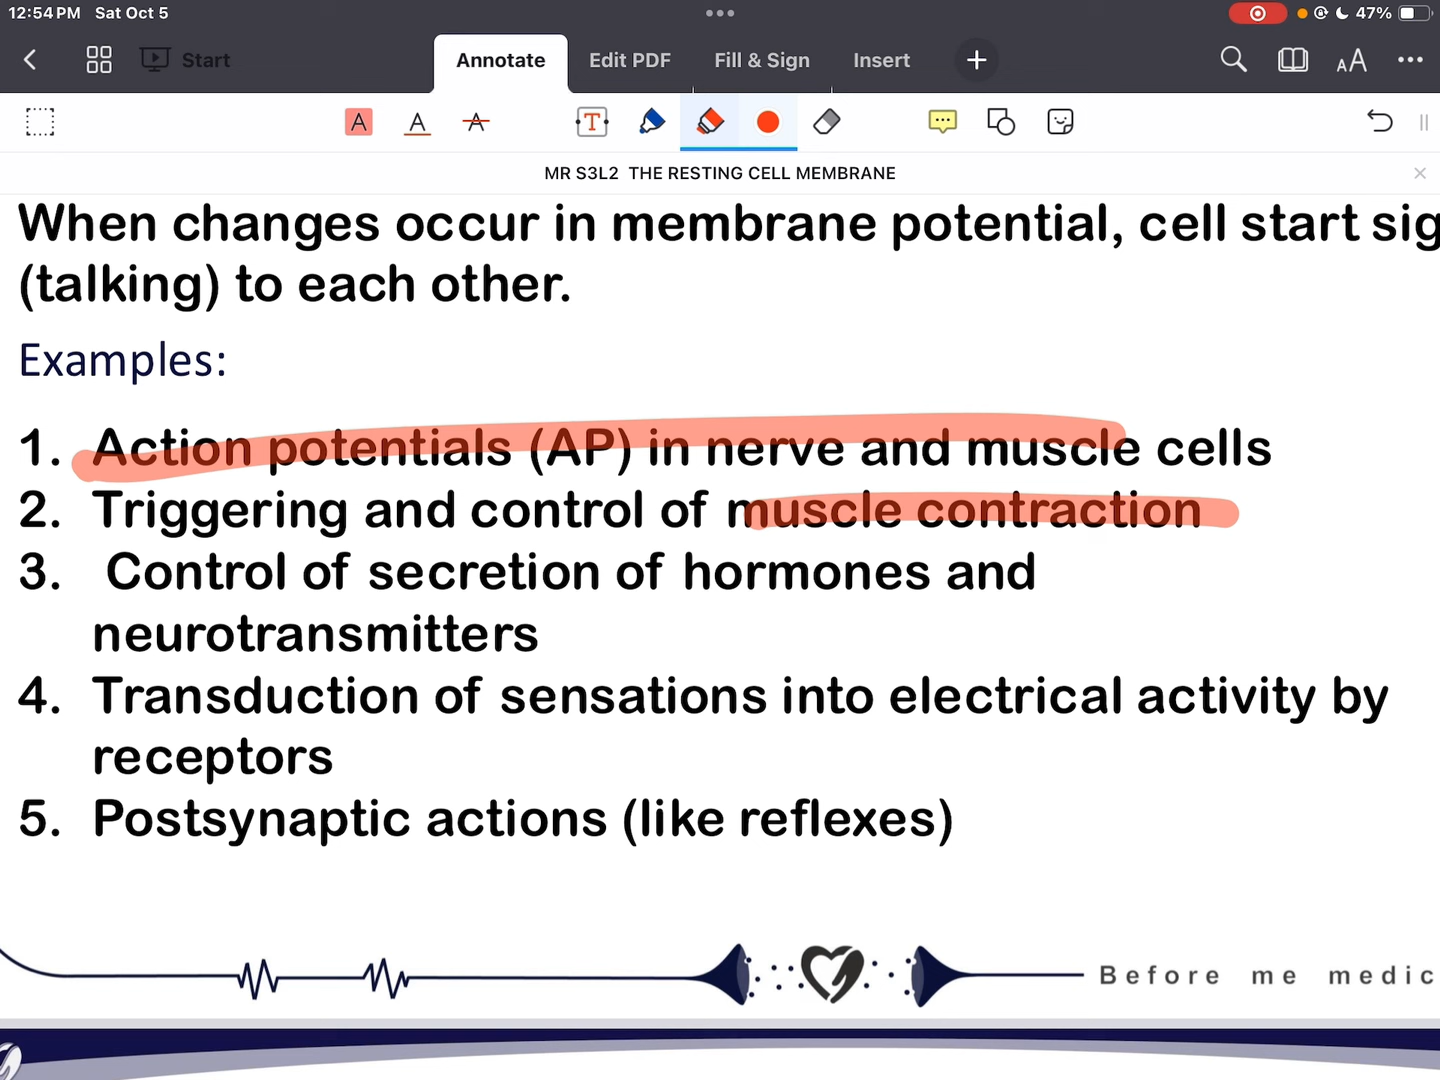 12:54 PM Sat Oct 5
47%
Start
Annotate
Edit PDF
Fill & Sign
Insert
MR S3L2 THE RESTING CELL MEMBRANE
When changes occur in membrane potential, cell start sig
(talking) to each other.
Examples:
1. Action potentials (AP) in nerve and muscle cells
2. Triggering and control of muscle contraction
3. Control of secretion of hormones and
neurotransmitters
4. Transduction of sensations into electrical activity by
receptors
5. Postsynaptic actions (like reflexes)
Before me medic